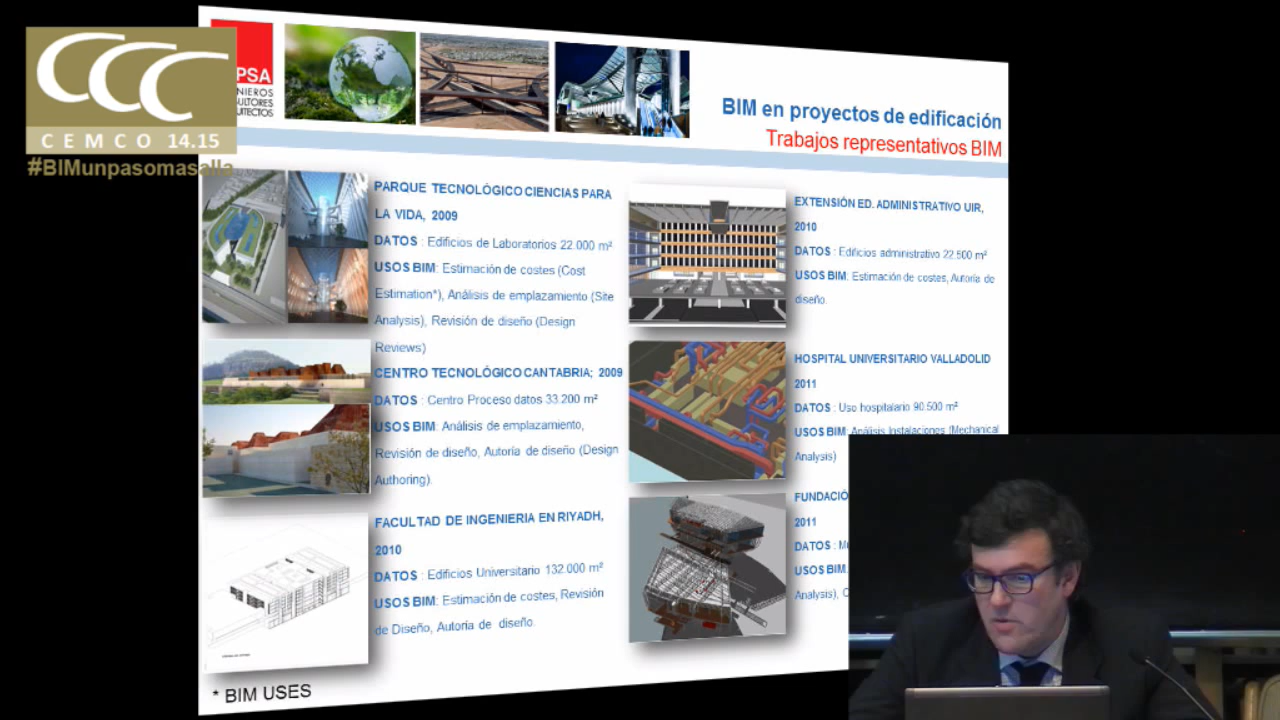 CCC
CEMCO 14.15
#BIMunpasomasalla
PSA
NIEROS
BIM en proyectos de edificación
Trabajos representativos BIM
PARQUE TECNOLÓGICO CIENCIAS PARA
LA VIDA, 2009
DATOS : Edificios de Laboratorios 22.000 m²
USOS BIM: Estimación de costes (Cost
Estimation*), Análisis de emplazamiento (Site
Analysis), Revisión de diseño (Design
Reviews)
CENTRO TECNOLÓGICO CANTABRIA; 2009
DATOS : Centro Proceso datos 33.200 m²
USOS BIM: Análisis de emplazamiento,
Revisión de diseño, Autoría de diseño (Design
Authoring).
FACULTAD DE INGENIERIA EN RIYADH,
2010
DATOS : Edificios Universitario 132.000 m²
USOS BIM: Estimación de costes, Revisión
de Diseño, Autoría de diseño.
EXTENSIÓN ED. ADMINISTRATIVO UIR,
2010
DATOS : Edificios administrativo 22.500 m²
USOS BIM: Estimación de costes, Autoría de
diseño.
HOSPITAL UNIVERSITARIO VALLADOLID
2011
DATOS : Uso hospitalario 90.500 m²
USOS BIM: Análisis Instalaciones (Mechanical
Analysis)
FUNDACIÓ
2011
DATOS : M
USOS BIM
Analysis), C
* BIM USES